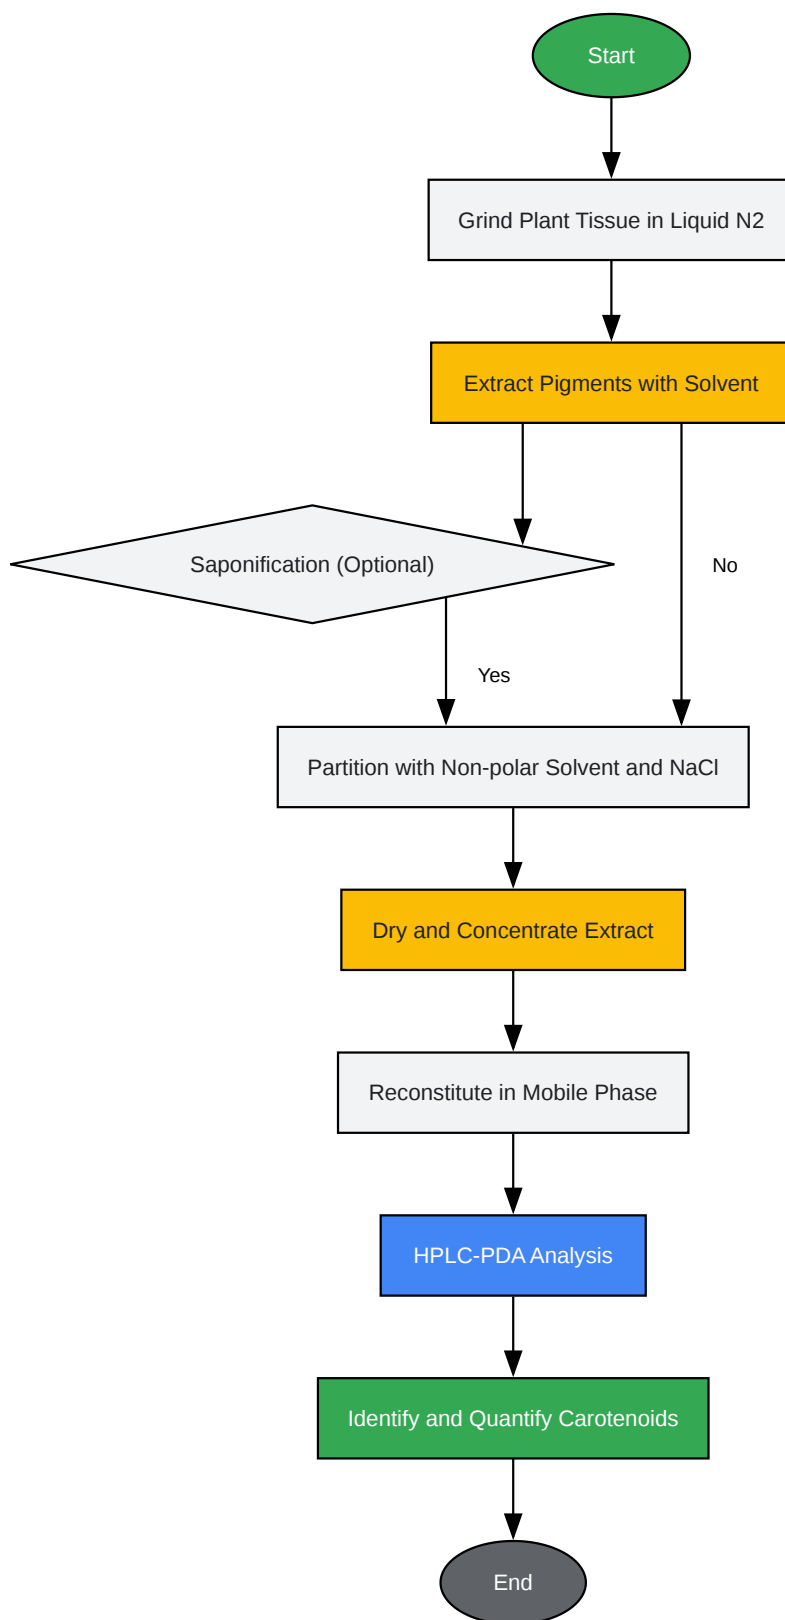 Start
Grind Plant Tissue in Liquid N2
Extract Pigments with Solvent
Saponification (Optional)
No
Yes
Partition with Non-polar Solvent and NaCl
Dry and Concentrate Extract
Reconstitute in Mobile Phase
HPLC-PDA Analysis
Identify and Quantify Carotenoids
End